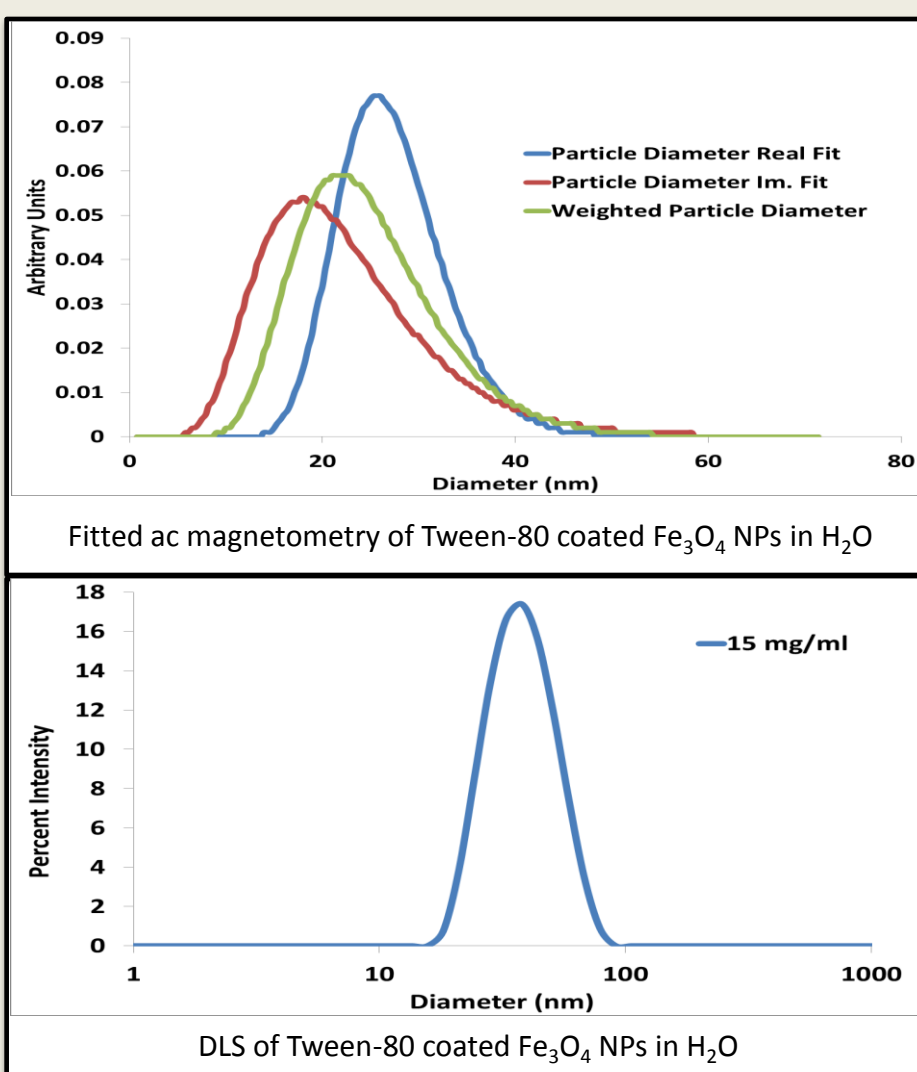 0.09
0.08
0.07
0.06
0.05
0.04
0.03
0.02
0.01
0
Arbitrary Units
Particle Diameter Real Fit
Particle Diameter Im. Fit
Weighted Particle Diameter
0 20 40 60 80
Diameter (nm)
Fitted ac magnetometry of Tween-80 coated Fe₃O₄ NPs in H₂O
18
16
14
12
10
8
6
4
2
0
Percent Intensity
15 mg/ml
1 10 100 1000
Diameter (nm)
DLS of Tween-80 coated Fe₃O₄ NPs in H₂O